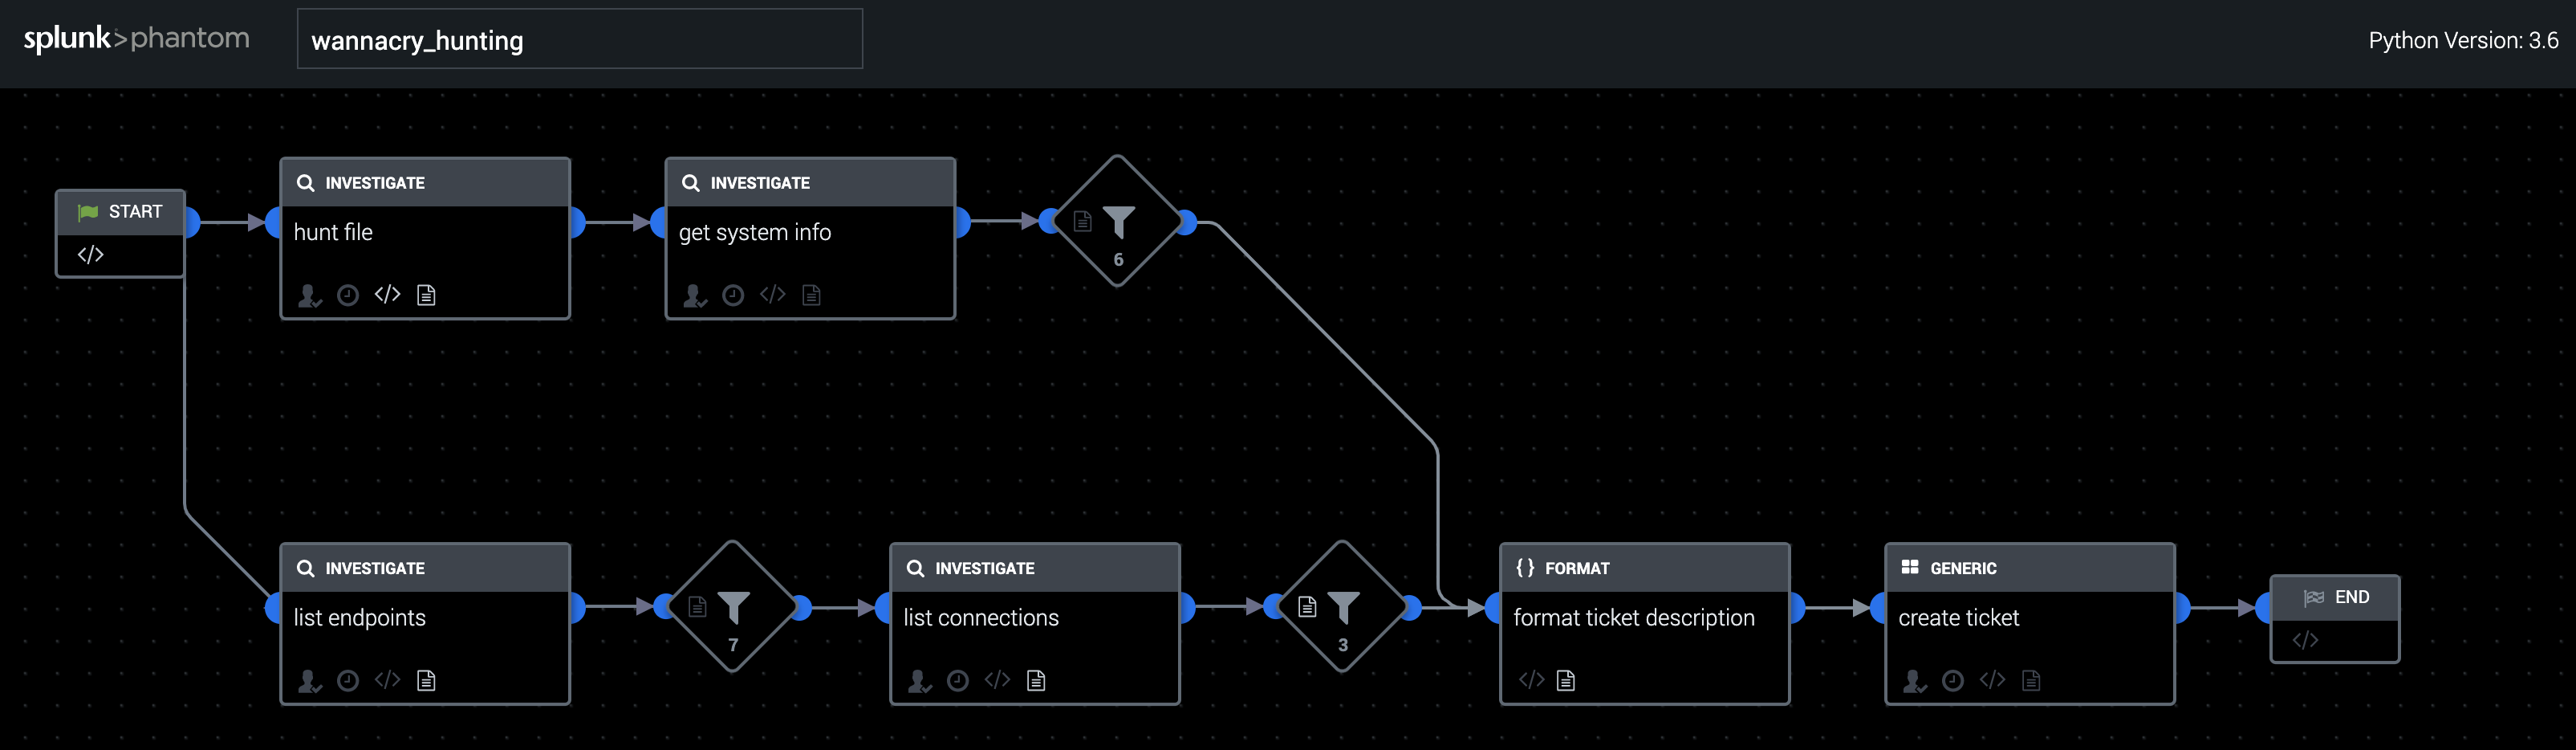 splunk>phantom
wannacry_hunting
Python Version: 3.6
START
</>
INVESTIGATE
hunt file
</>
INVESTIGATE
get system info
</>
6
INVESTIGATE
list endpoints
</>
7
INVESTIGATE
list connections
</>
3
{} FORMAT
format ticket description
</>
GENERIC
create ticket
</>
END
</>